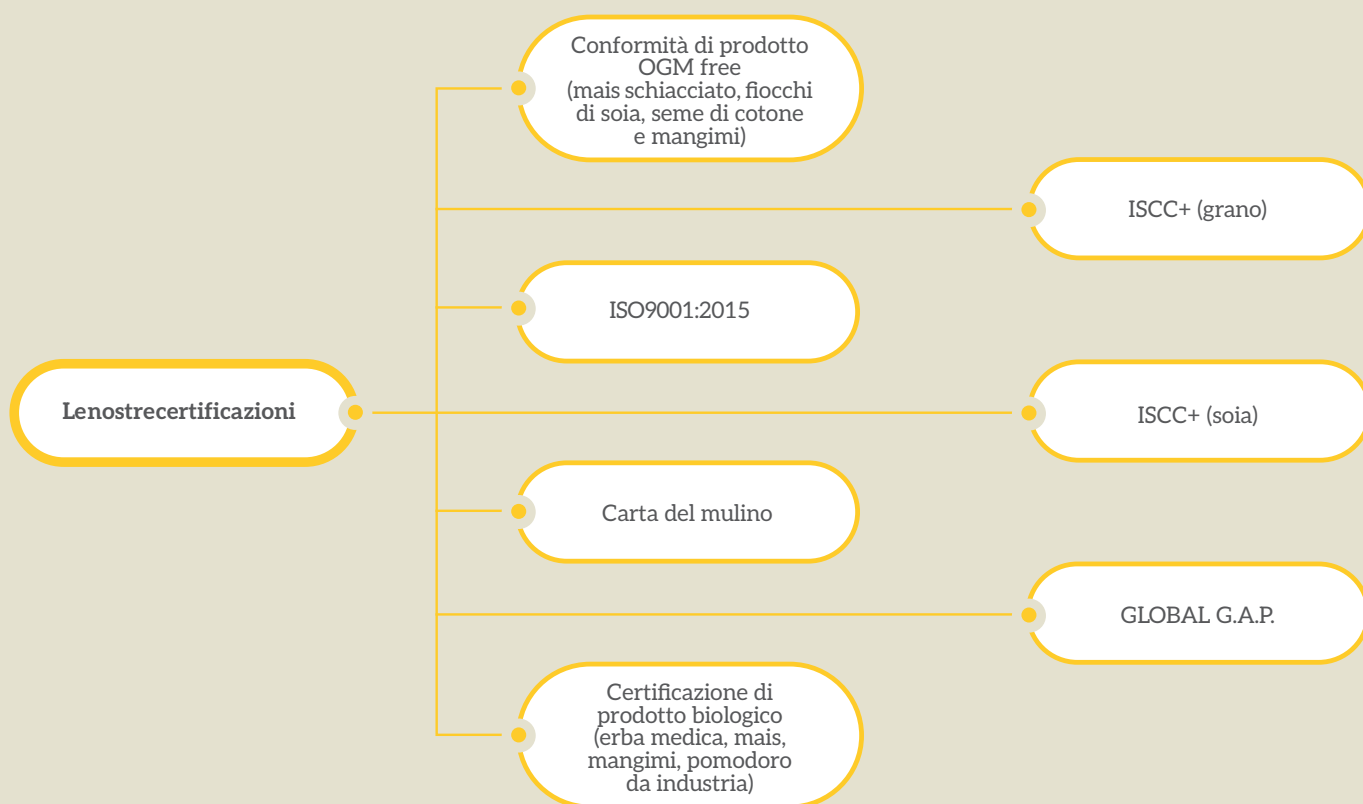 Conformità di prodotto
OGM free
(mais schiacciato, fiocchi
di soia, seme di cotone
e mangimi)
ISCC+ (grano)
ISO9001:2015
Lenostrecertificazioni
ISCC+ (soia)
Carta del mulino
GLOBAL G.A.P.
Certificazione di
prodotto biologico
(erba medica, mais,
mangimi, pomodoro
da industria)